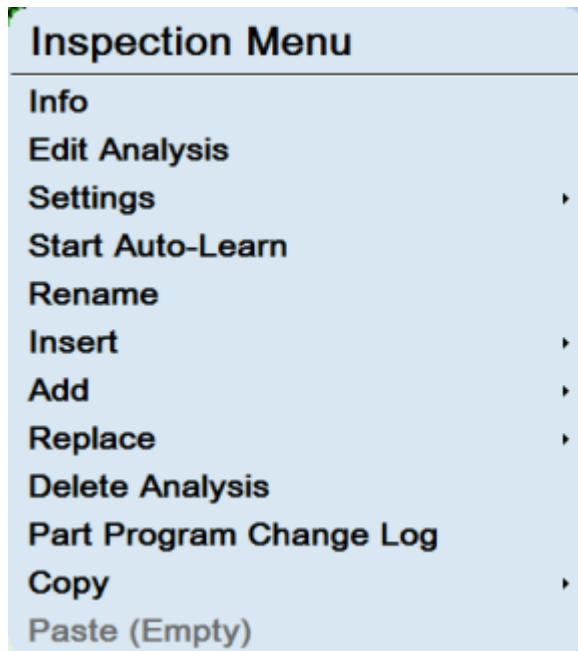 Inspection Menu
Info
Edit Analysis
Settings
Start Auto-Learn
Rename
Insert
Add
Replace
Delete Analysis
Part Program Change Log
Copy
Paste (Empty)